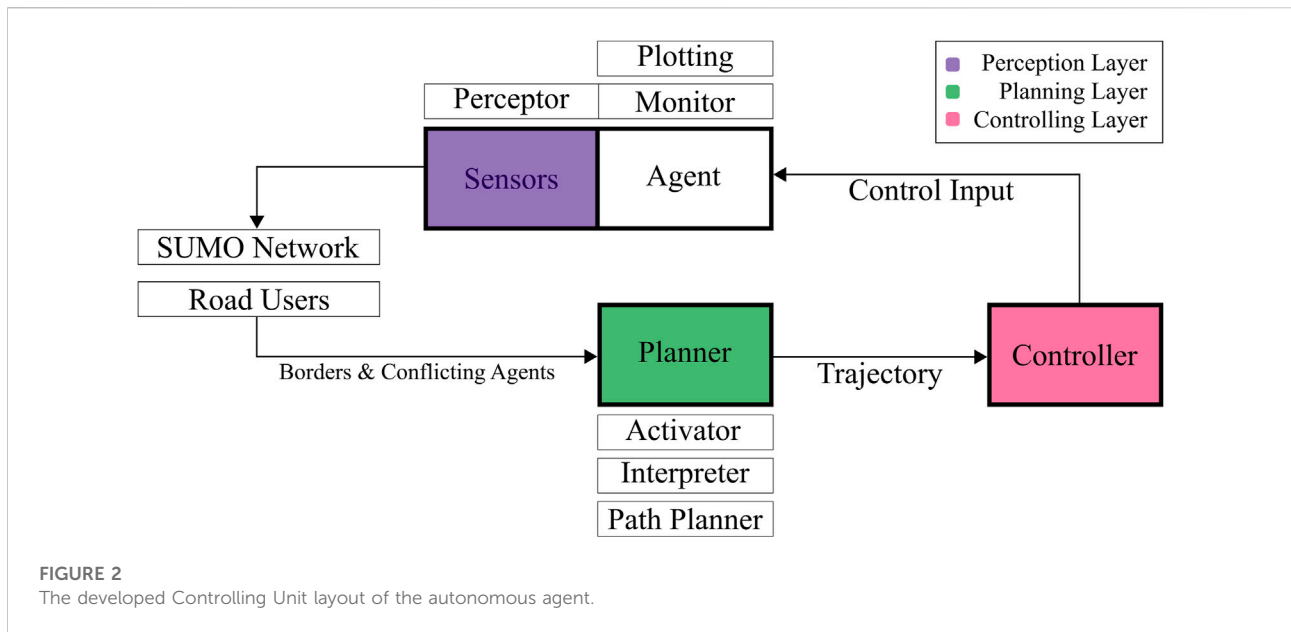 Plotting
Perceptor
Monitor
Perception Layer
Planning Layer
Controlling Layer
Sensors
Agent
Control Input
SUMO Network
Road Users
Borders & Conflicting Agents
Planner
Trajectory
Controller
Activator
Interpreter
Path Planner
FIGURE 2
The developed Controlling Unit layout of the autonomous agent.